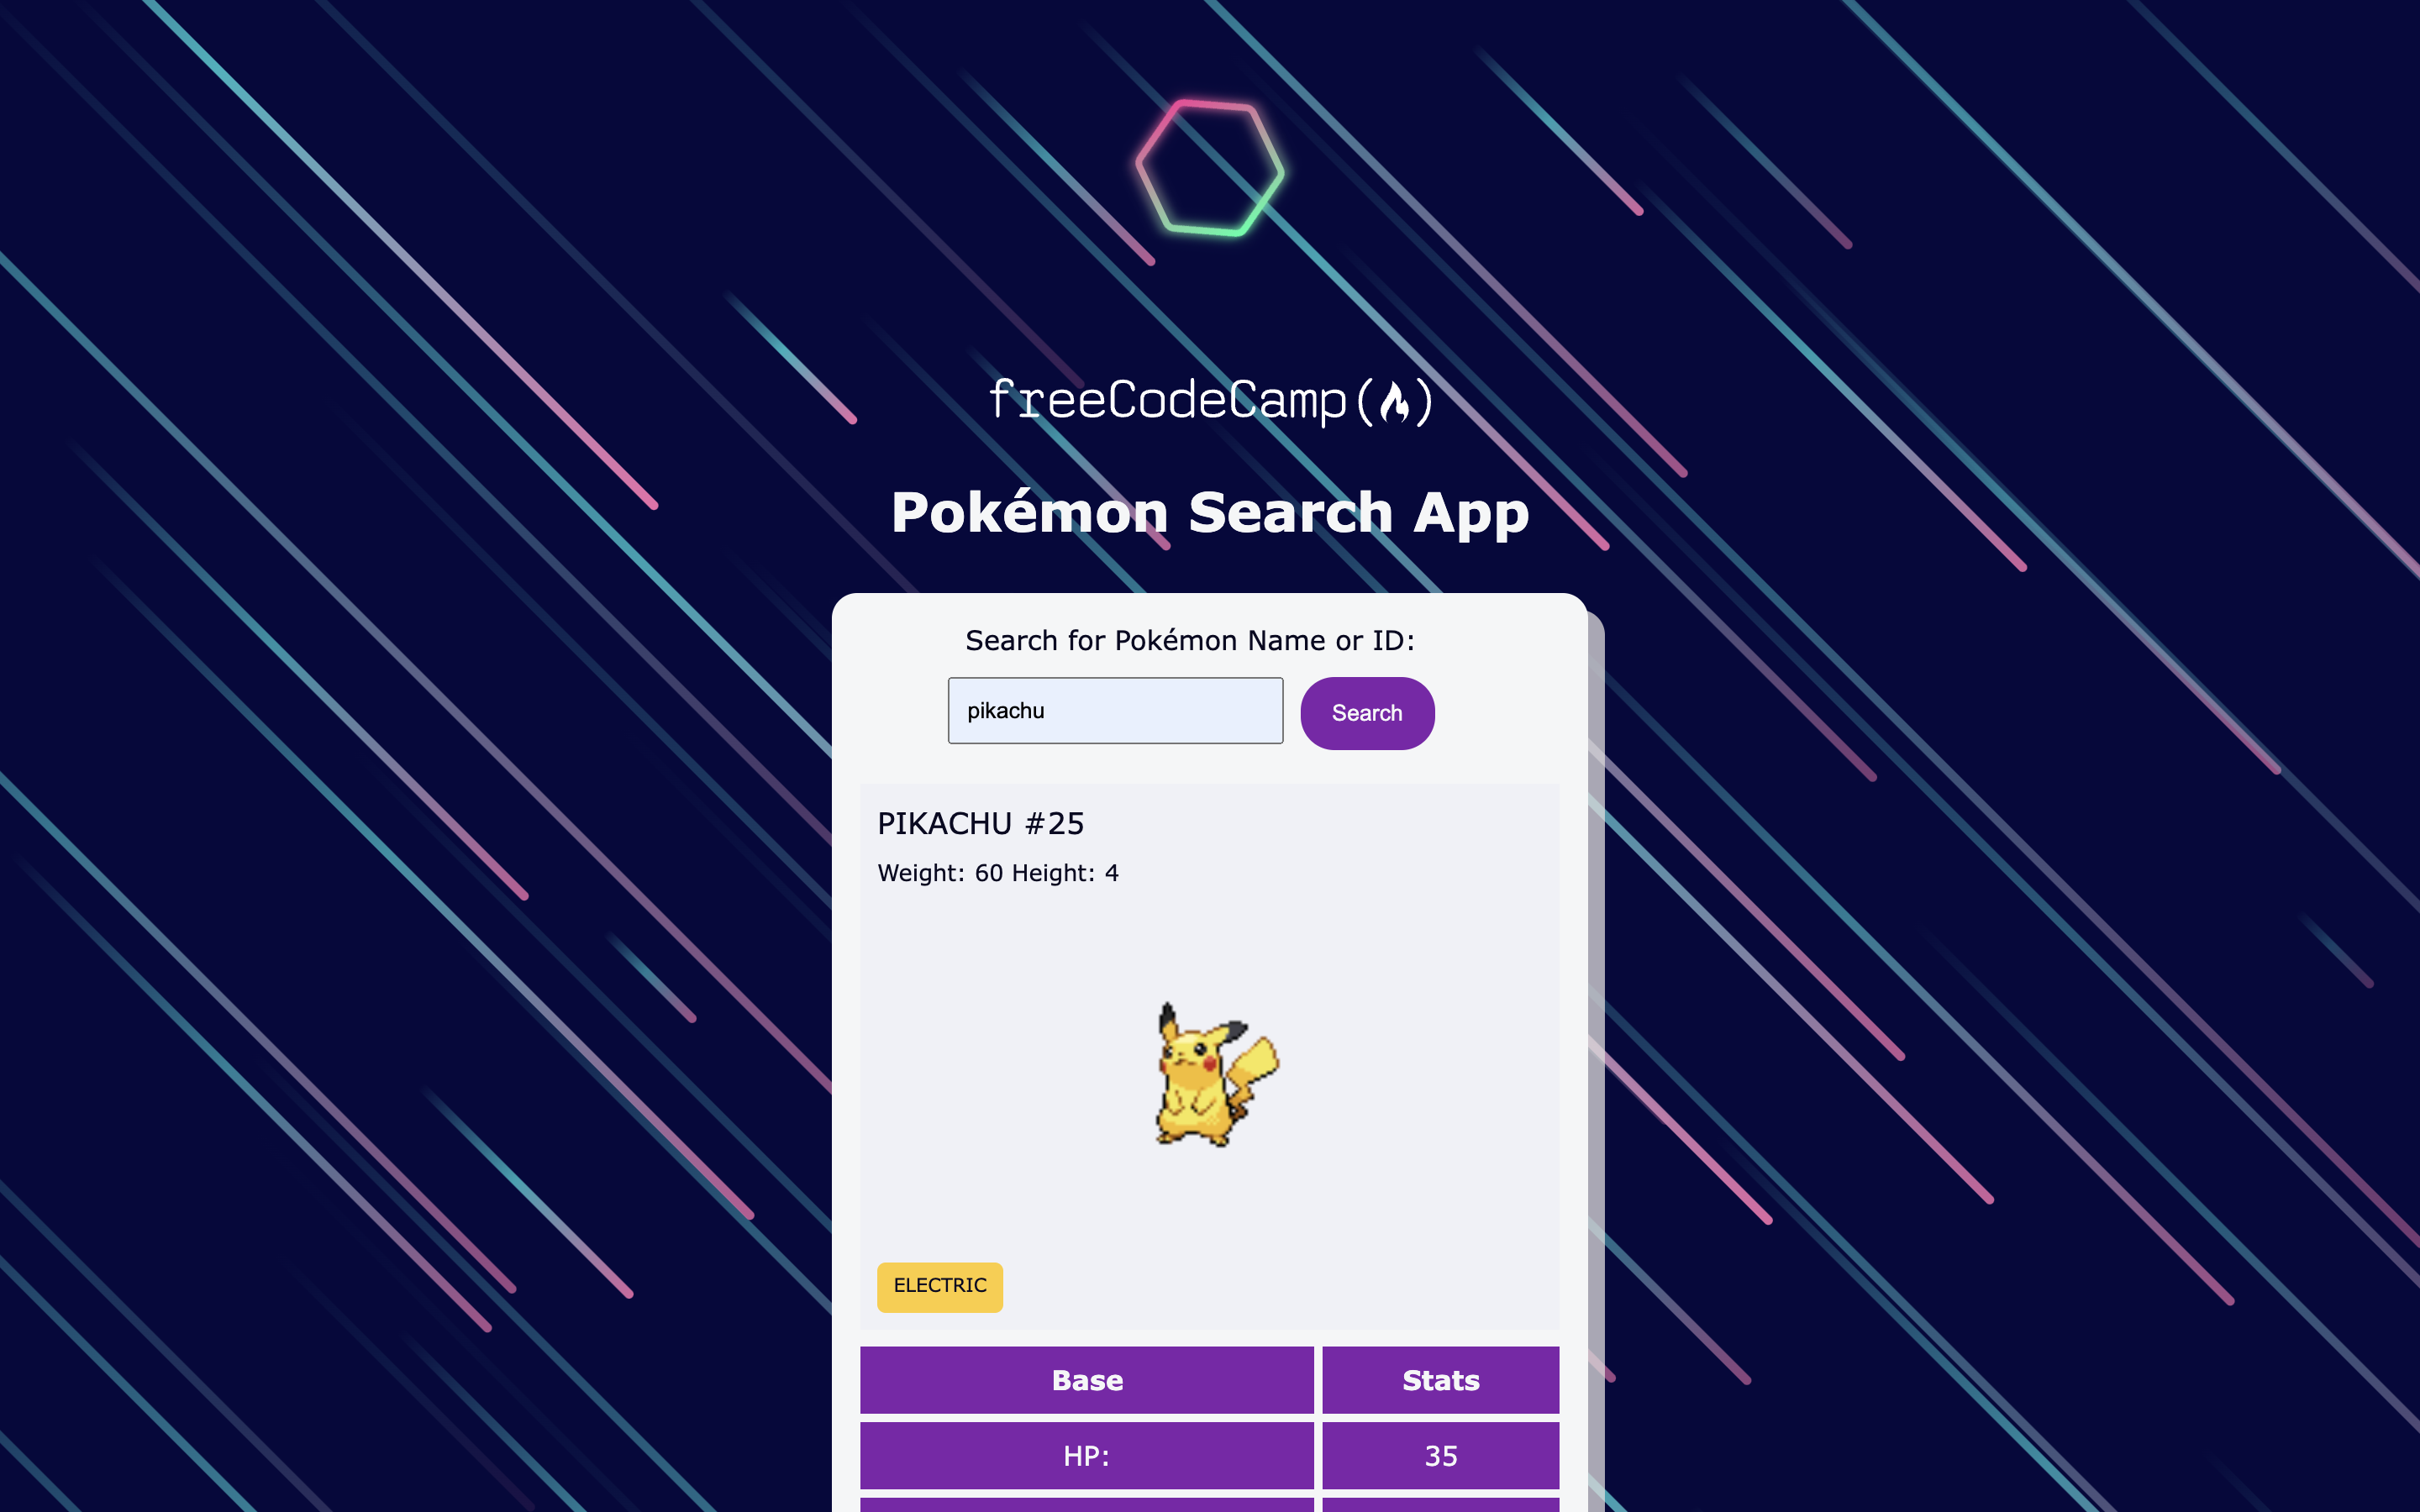 freeCodeCamp
Pokémon Search App
Search for Pokémon Name or ID:
pikachu
Search
PIKACHU #25
Weight: 60 Height: 4
ELECTRIC
Base Stats
HP: 35